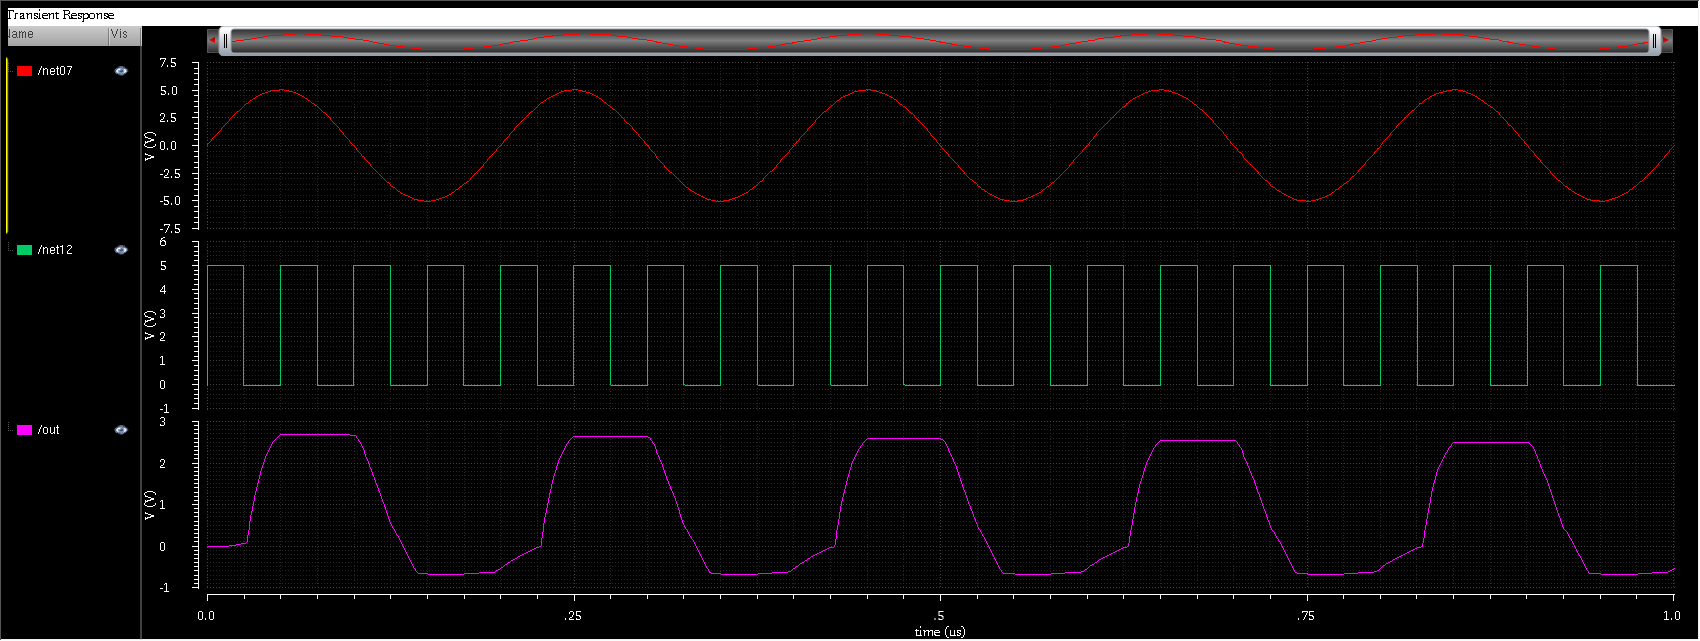 Transient Response
Name Vis
/net07
7.5
5.0
2.5
0.0
-2.5
-5.0
-7.5
V (V)
/net12
6
5
4
3
2
1
0
-1
V (V)
/out
3
2
1
0
-1
V (V)
0.0 .25 .5 .75 1.0
time (us)